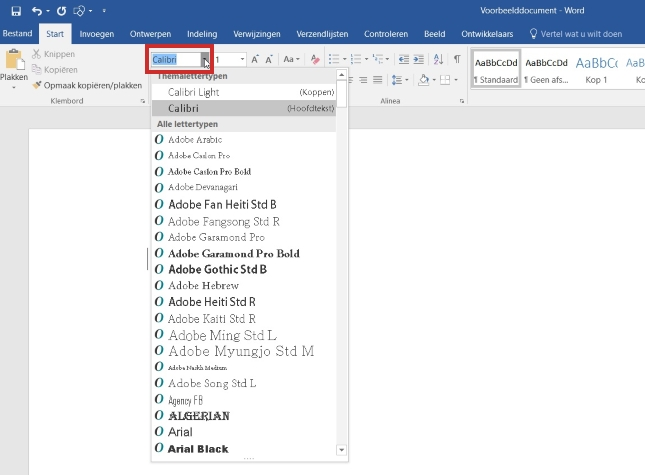 Voorbeelddocument - Word
Bestand Start Invoegen Ontwerpen Indeling Verwijzingen Verzendlijsten Controleren Beeld Ontwikkelaars Vertel wat u wilt doen
Plakken
Knippen
Kopiëren
Opmaak kopiëren/plakken
Klembord
Calibri
1
Aa
Alinea
AaBbCcDd AaBbCcDd AaBbC AaBbCc
¶ Standaard ¶ Geen afs... Kop 1
Themalettertypen
Calibri Light (Koppen)
Calibri (Hoofdtekst)
Alle lettertypen
Adobe Arabic
Adobe Caslon Pro
Adobe Caslon Pro Bold
Adobe Devanagari
Adobe Fan Heiti Std B
Adobe Fangsong Std R
Adobe Garamond Pro
Adobe Garamond Pro Bold
Adobe Gothic Std B
Adobe Hebrew
Adobe Heiti Std R
Adobe Kaiti Std R
Adobe Ming Std L
Adobe Myungjo Std M
Adobe Naskh Medium
Adobe Song Std L
Agency FB
ALGERIAN
Arial
Arial Black